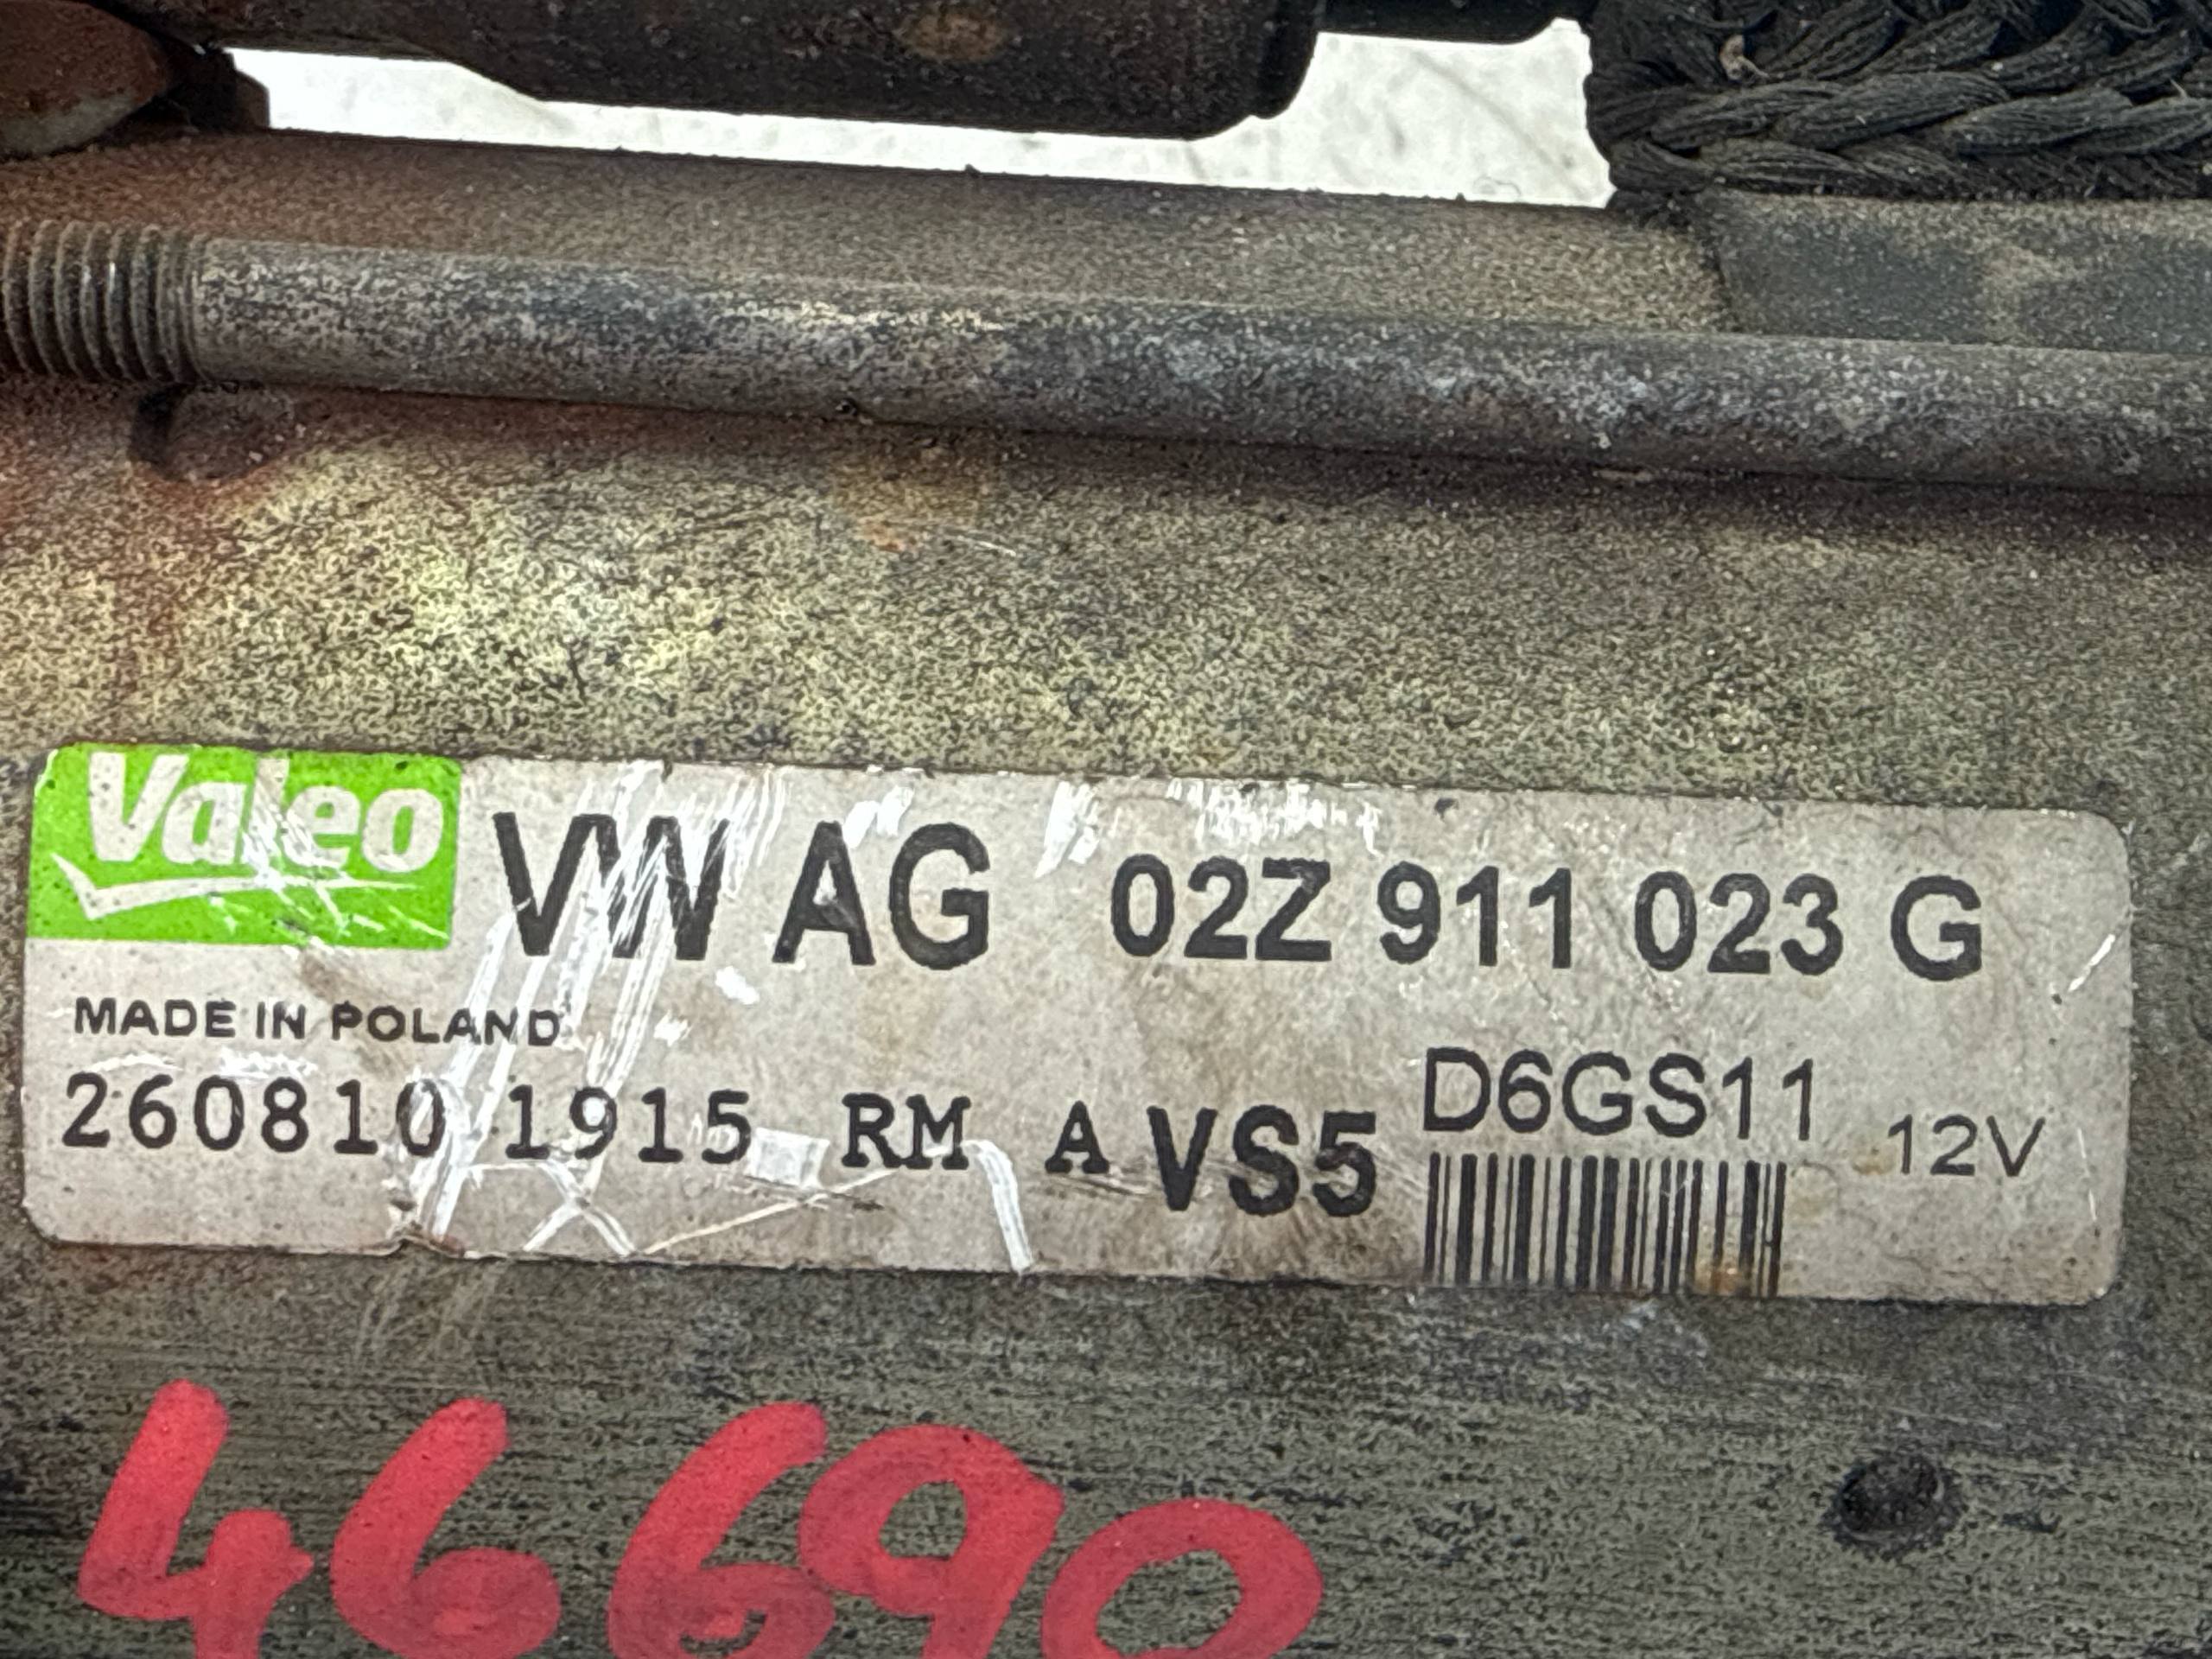 Valeo
VW AG 02Z 911 023 G
MADE IN POLAND
260810 1915 RM A VS5 D6GS11 12V
46690